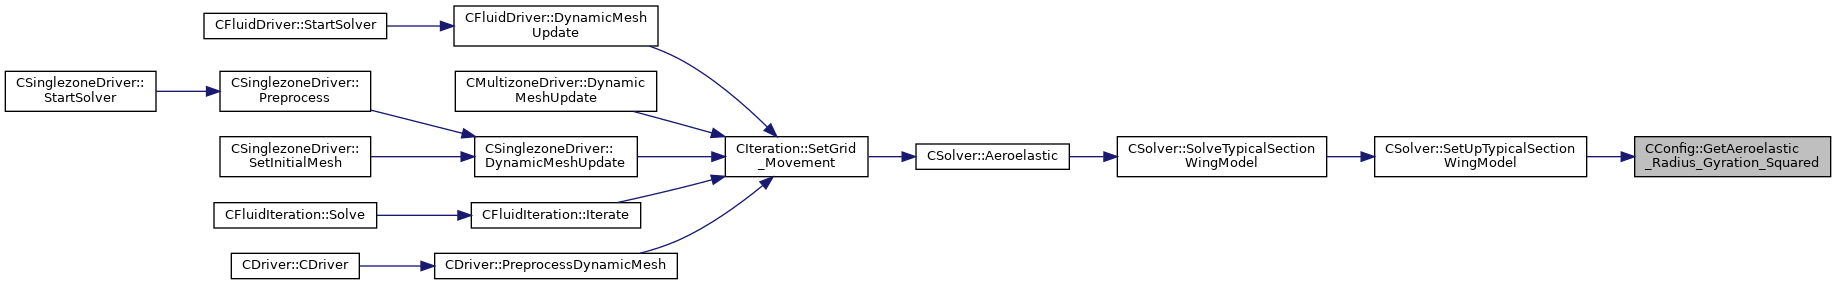 CFluidDriver::StartSolver
CFluidDriver::DynamicMesh
Update
CSinglezoneDriver::
StartSolver
CSinglezoneDriver::
Preprocess
CMultizoneDriver::Dynamic
MeshUpdate
CSinglezoneDriver::
SetInitialMesh
CSinglezoneDriver::
DynamicMeshUpdate
CIteration::SetGrid
_Movement
CSolver::Aeroelastic
CSolver::SolveTypicalSection
WingModel
CSolver::SetUpTypicalSection
WingModel
CConfig::GetAeroelastic
_Radius_Gyration_Squared
CFluidIteration::Solve
CFluidIteration::Iterate
CDriver::CDriver
CDriver::PreprocessDynamicMesh